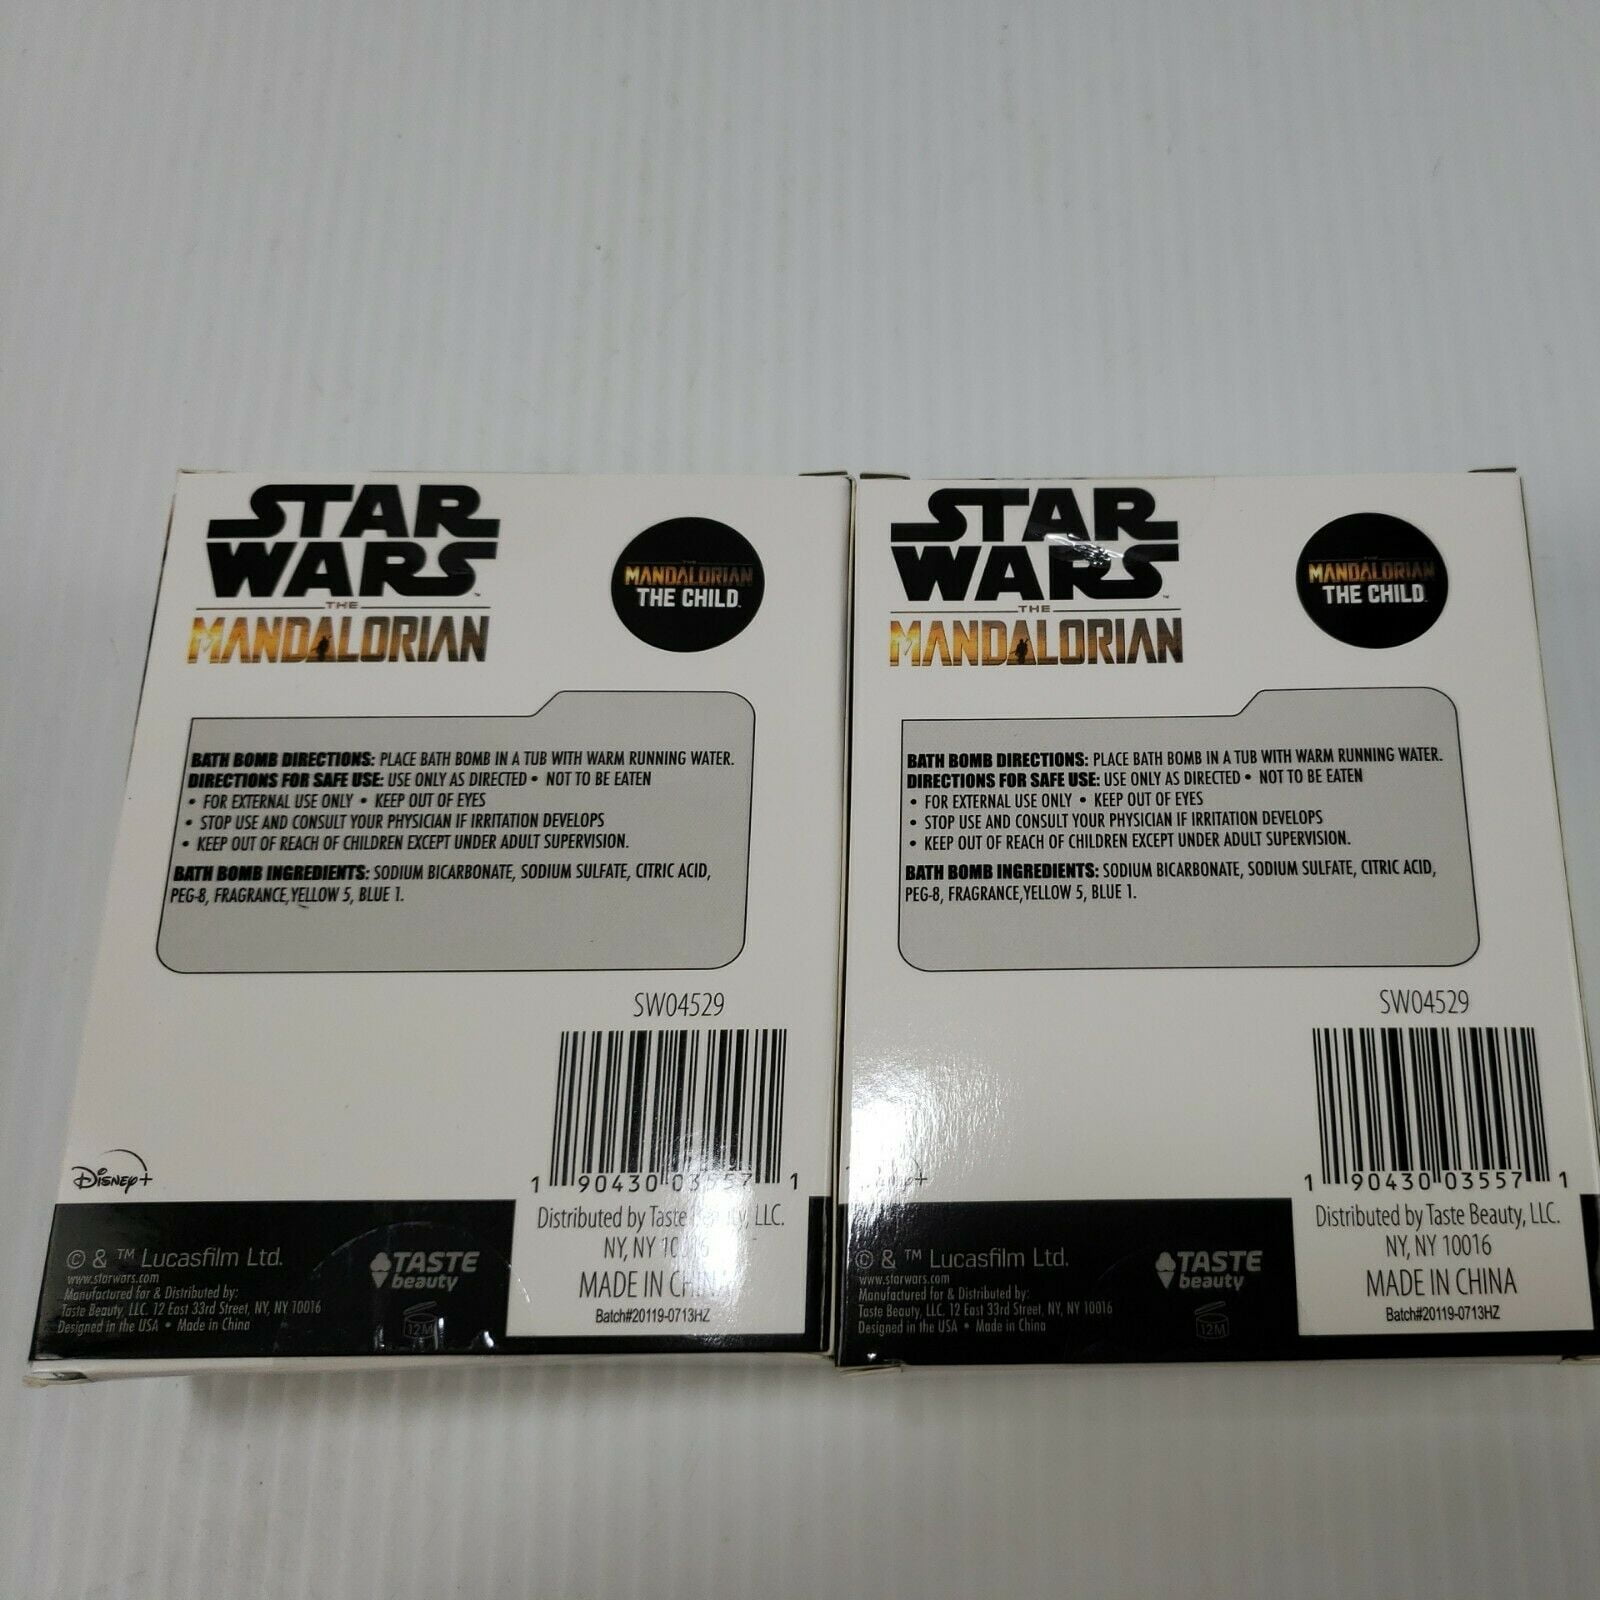 STAR
WARS
THE
MANDALORIAN
THE
MANDALORIAN
THE CHILD
BATH BOMB DIRECTIONS: PLACE BATH BOMB IN A TUB WITH WARM RUNNING WATER.
DIRECTIONS FOR SAFE USE: USE ONLY AS DIRECTED • NOT TO BE EATEN
• FOR EXTERNAL USE ONLY • KEEP OUT OF EYES
• STOP USE AND CONSULT YOUR PHYSICIAN IF IRRITATION DEVELOPS
• KEEP OUT OF REACH OF CHILDREN EXCEPT UNDER ADULT SUPERVISION.
BATH BOMB INGREDIENTS: SODIUM BICARBONATE, SODIUM SULFATE, CITRIC ACID,
PEG-8, FRAGRANCE,YELLOW 5, BLUE 1.
SW04529
1 90430 03557 1
Disney+
Distributed by Taste Beauty, LLC.
NY, NY 10016
MADE IN CHINA
Batch#20119-0713HZ
© & ™ Lucasfilm Ltd.
www.starwars.com
Manufactured for & Distributed by:
Taste Beauty, LLC. 12 East 33rd Street, NY, NY 10016
Designed in the USA • Made in China
TASTE
beauty
12M
STAR
WARS
THE
MANDALORIAN
THE
MANDALORIAN
THE CHILD
BATH BOMB DIRECTIONS: PLACE BATH BOMB IN A TUB WITH WARM RUNNING WATER.
DIRECTIONS FOR SAFE USE: USE ONLY AS DIRECTED • NOT TO BE EATEN
• FOR EXTERNAL USE ONLY • KEEP OUT OF EYES
• STOP USE AND CONSULT YOUR PHYSICIAN IF IRRITATION DEVELOPS
• KEEP OUT OF REACH OF CHILDREN EXCEPT UNDER ADULT SUPERVISION.
BATH BOMB INGREDIENTS: SODIUM BICARBONATE, SODIUM SULFATE, CITRIC ACID,
PEG-8, FRAGRANCE,YELLOW 5, BLUE 1.
SW04529
1 90430 03557 1
Distributed by Taste Beauty, LLC.
NY, NY 10016
MADE IN CHINA
Batch#20119-0713HZ
© & ™ Lucasfilm Ltd.
www.starwars.com
Manufactured for & Distributed by:
Taste Beauty, LLC. 12 East 33rd Street, NY, NY 10016
Designed in the USA • Made in China
TASTE
beauty
12M